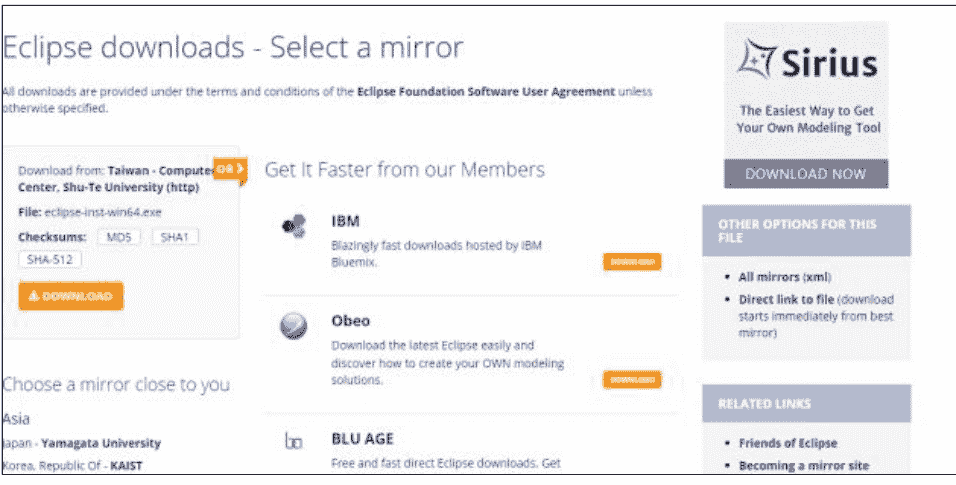 Eclipse downloads - Select a mirror
All downloads are provided under the terms and conditions of the Eclipse Foundation Software User Agreement unless
otherwise specified.
Download from: Taiwan - Computer
Center, Shu-Te University (http)
OR
File: eclipse-inst-win64.exe
Checksums: MD5 SHA1
SHA-512
DOWNLOAD
Choose a mirror close to you
Asia
Japan - Yamagata University
Korea, Republic Of - KAIST
Get It Faster from our Members
IBM
Blazingly fast downloads hosted by IBM
Bluemix.
DOWNLOAD
Obeo
Download the latest Eclipse easily and
discover how to create your OWN modeling
solutions.
DOWNLOAD
bo
BLU AGE
Free and fast direct Eclipse downloads. Get
Sirius
The Easiest Way to Get
Your Own Modeling Tool
DOWNLOAD NOW
OTHER OPTIONS FOR THIS
FILE
All mirrors (xml)
Direct link to file (download
starts immediately from best
mirror)
RELATED LINKS
Friends of Eclipse
Becoming a mirror site